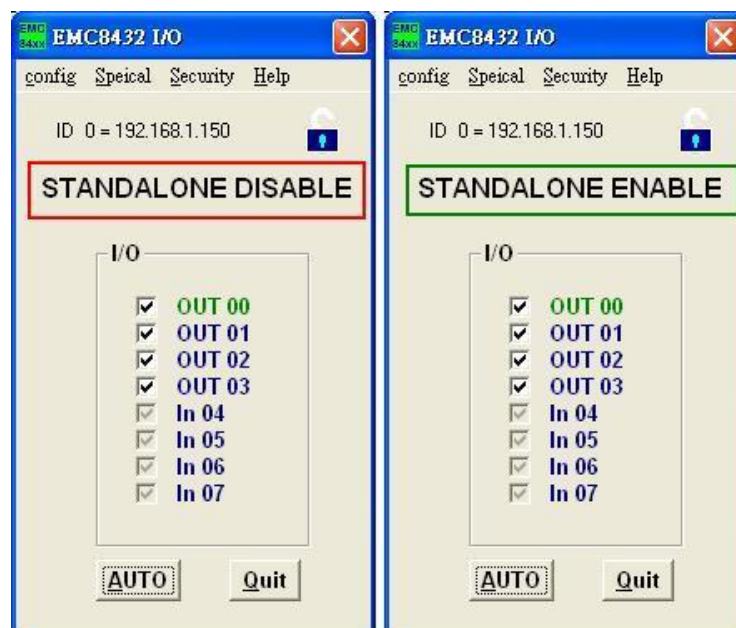 EMC
84xx
EMC8432 I/O
config Speical Security Help
ID 0 = 192.168.1.150
STANDALONE DISABLE
I/O
OUT 00
OUT 01
OUT 02
OUT 03
In 04
In 05
In 06
In 07
AUTO Quit
EMC
84xx
EMC8432 I/O
config Speical Security Help
ID 0 = 192.168.1.150
STANDALONE ENABLE
I/O
OUT 00
OUT 01
OUT 02
OUT 03
In 04
In 05
In 06
In 07
AUTO Quit